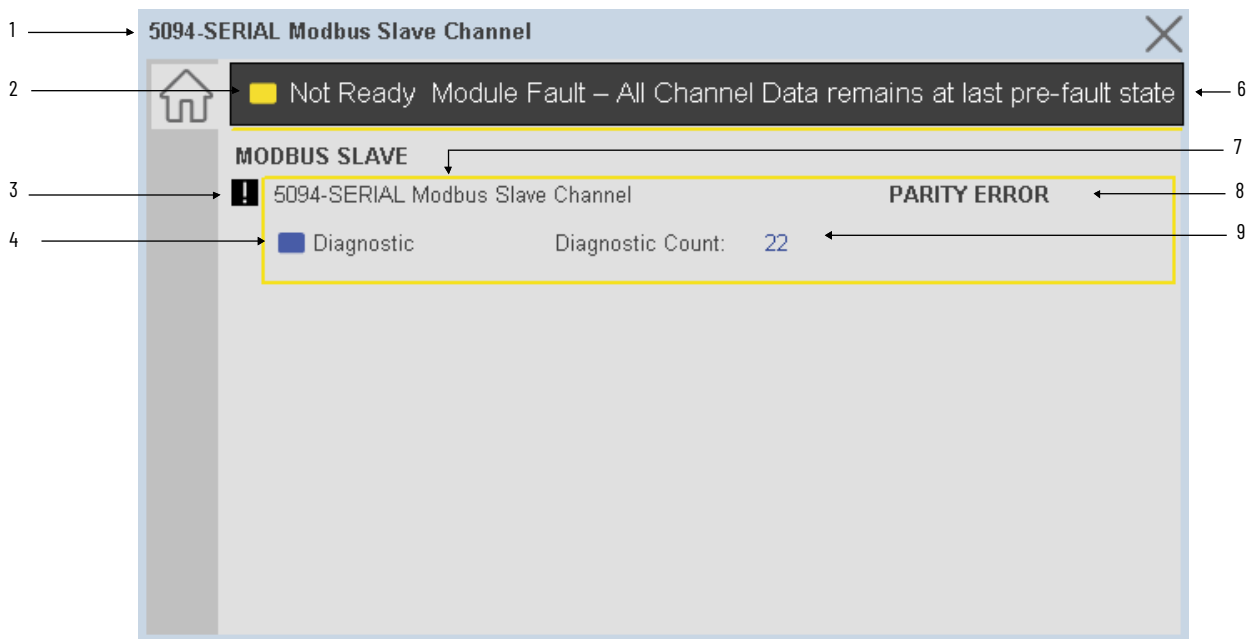 1
5094-SERIAL Modbus Slave Channel
2
Not Ready Module Fault – All Channel Data remains at last pre-fault state
6
MODBUS SLAVE
7
3
! 5094-SERIAL Modbus Slave Channel PARITY ERROR
8
4
Diagnostic Diagnostic Count: 22
9